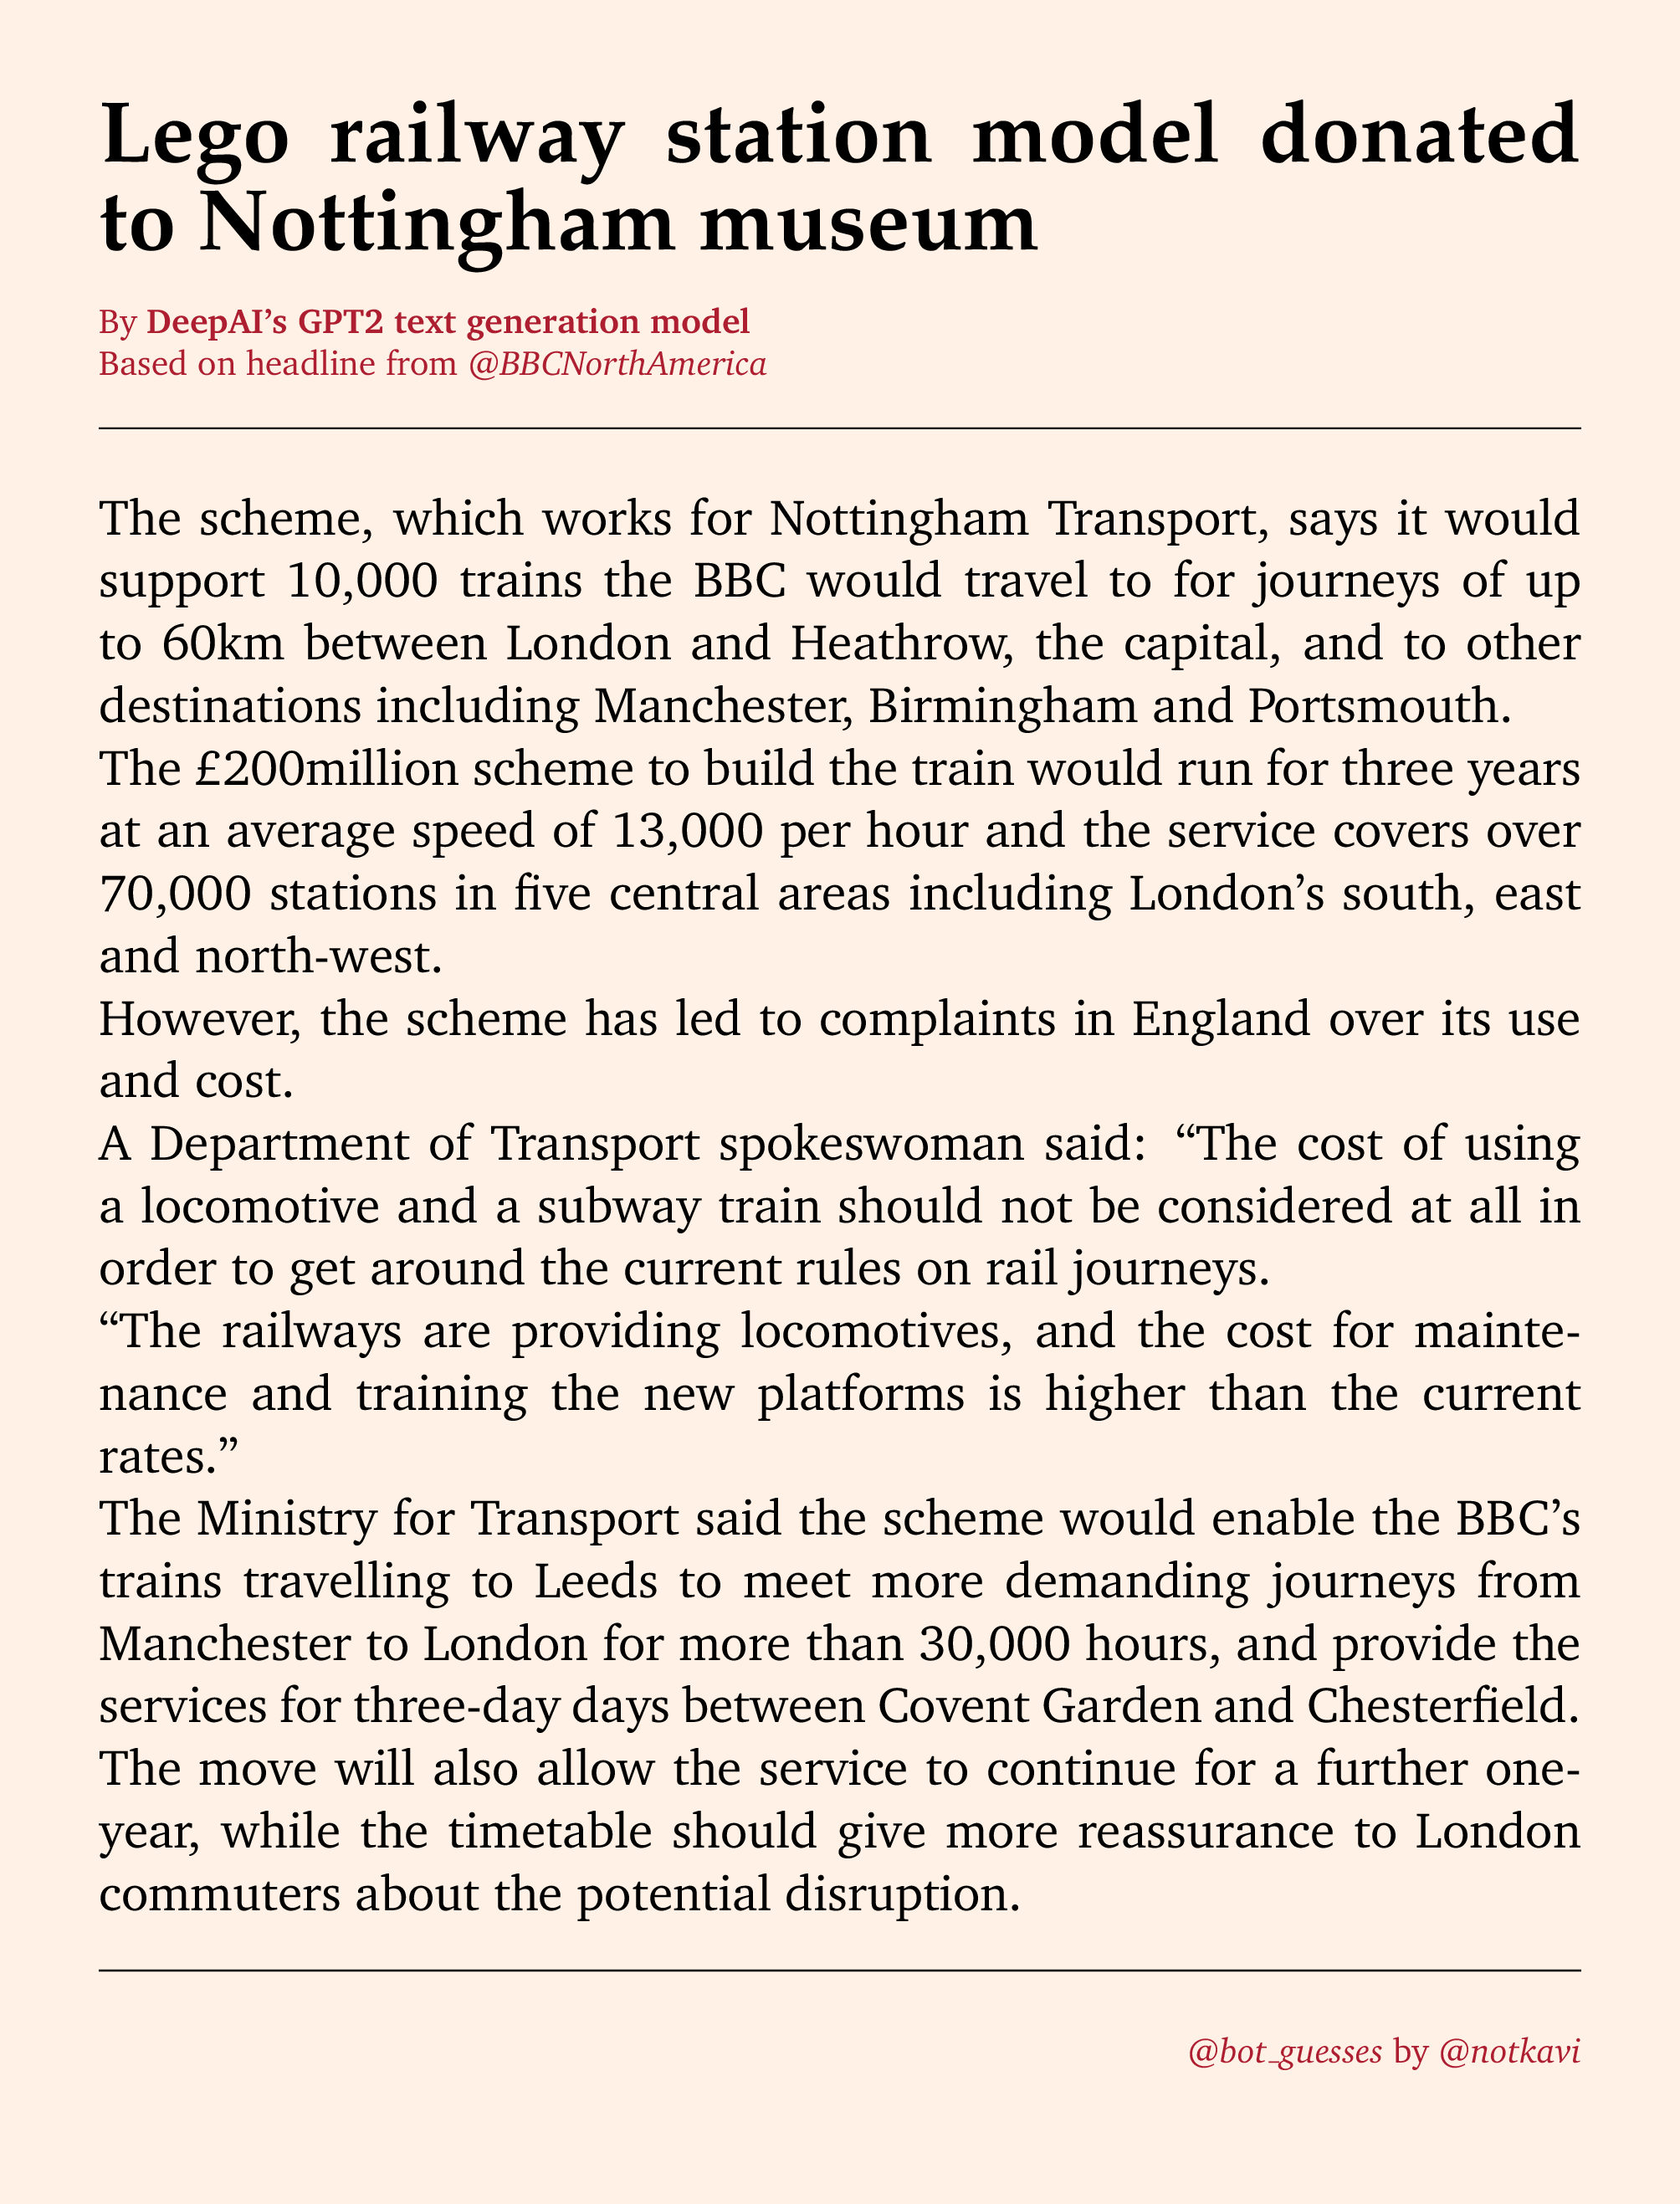 Lego railway station model donated
to Nottingham museum
By DeepAI’s GPT2 text generation model
Based on headline from @BBCNorthAmerica
The scheme, which works for Nottingham Transport, says it would
support 10,000 trains the BBC would travel to for journeys of up
to 60km between London and Heathrow, the capital, and to other
destinations including Manchester, Birmingham and Portsmouth.
The £200million scheme to build the train would run for three years
at an average speed of 13,000 per hour and the service covers over
70,000 stations in five central areas including London’s south, east
and north-west.
However, the scheme has led to complaints in England over its use
and cost.
A Department of Transport spokeswoman said: “The cost of using
a locomotive and a subway train should not be considered at all in
order to get around the current rules on rail journeys.
“The railways are providing locomotives, and the cost for mainte-
nance and training the new platforms is higher than the current
rates.”
The Ministry for Transport said the scheme would enable the BBC’s
trains travelling to Leeds to meet more demanding journeys from
Manchester to London for more than 30,000 hours, and provide the
services for three-day days between Covent Garden and Chesterfield.
The move will also allow the service to continue for a further one-
year, while the timetable should give more reassurance to London
commuters about the potential disruption.
@bot_guesses by @notkavi